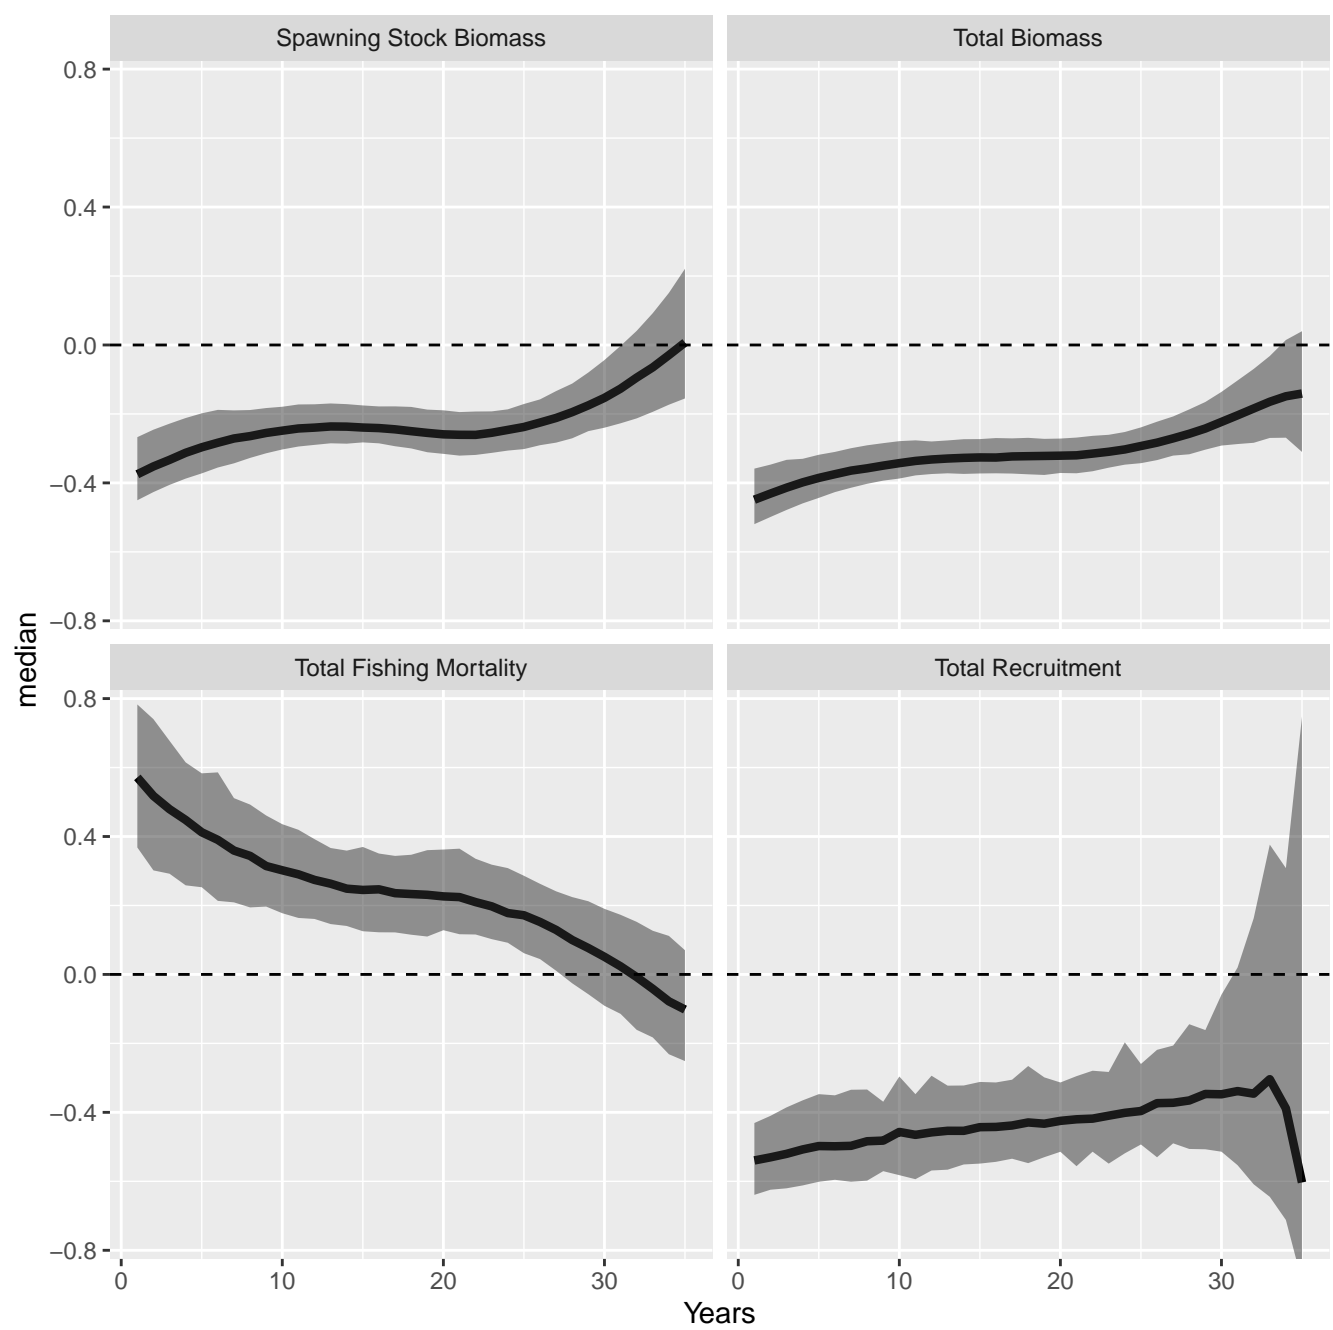 Spawning Stock Biomass
Total Biomass
0.8
0.4
0.0
−0.4
−0.8
median
Total Fishing Mortality
Total Recruitment
0.8
0.4
0.0
−0.4
−0.8
0 10 20 30
0 10 20 30
Years